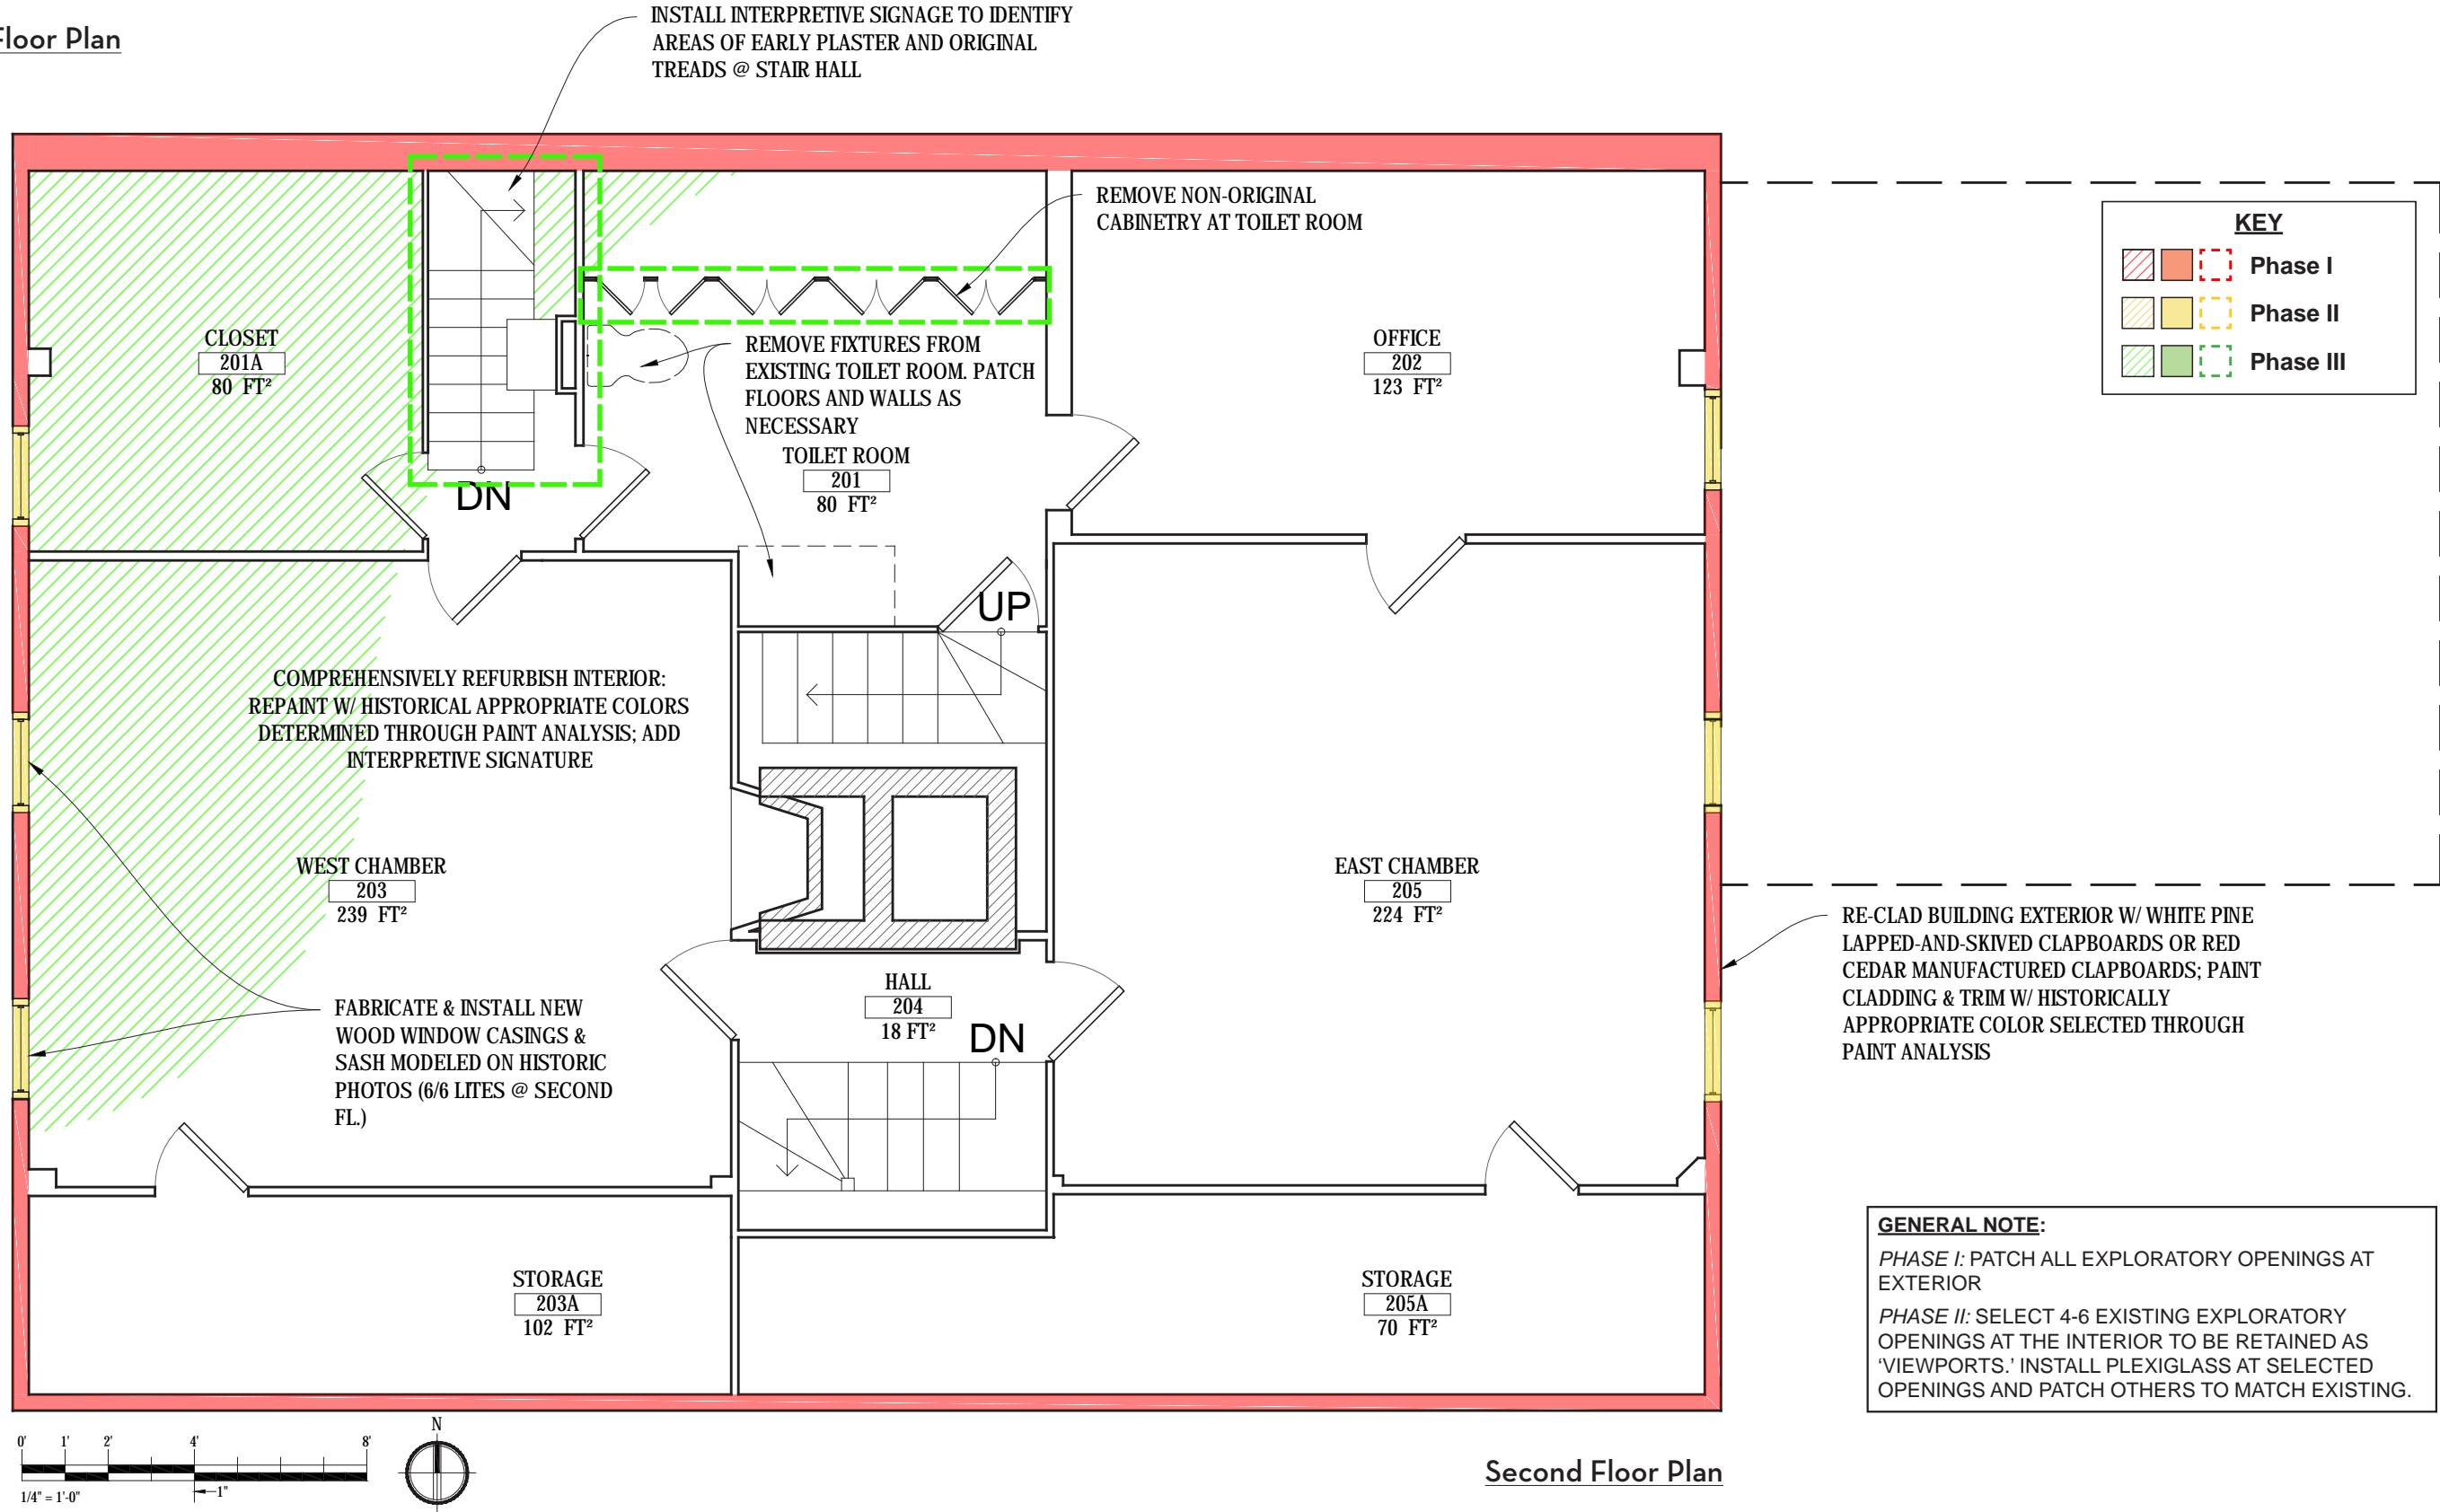 Floor Plan
INSTALL INTERPRETIVE SIGNAGE TO IDENTIFY
AREAS OF EARLY PLASTER AND ORIGINAL
TREADS @ STAIR HALL
REMOVE NON-ORIGINAL
CABINETRY AT TOILET ROOM
KEY
Phase I
Phase II
Phase III
CLOSET
201A
80 FT²
REMOVE FIXTURES FROM
EXISTING TOILET ROOM. PATCH
FLOORS AND WALLS AS
NECESSARY
TOILET ROOM
201
80 FT²
OFFICE
202
123 FT²
DN
UP
COMPREHENSIVELY REFURBISH INTERIOR:
REPAINT W/ HISTORICAL APPROPRIATE COLORS
DETERMINED THROUGH PAINT ANALYSIS; ADD
INTERPRETIVE SIGNATURE
WEST CHAMBER
203
239 FT²
EAST CHAMBER
205
224 FT²
RE-CLAD BUILDING EXTERIOR W/ WHITE PINE
LAPPED-AND-SKIVED CLAPBOARDS OR RED
CEDAR MANUFACTURED CLAPBOARDS; PAINT
CLADDING & TRIM W/ HISTORICALLY
APPROPRIATE COLOR SELECTED THROUGH
PAINT ANALYSIS
FABRICATE & INSTALL NEW
WOOD WINDOW CASINGS &
SASH MODELED ON HISTORIC
PHOTOS (6/6 LITES @ SECOND
FL.)
HALL
204
18 FT²
DN
STORAGE
203A
102 FT²
STORAGE
205A
70 FT²
GENERAL NOTE:
PHASE I: PATCH ALL EXPLORATORY OPENINGS AT
EXTERIOR
PHASE II: SELECT 4-6 EXISTING EXPLORATORY
OPENINGS AT THE INTERIOR TO BE RETAINED AS
‘VIEWPORTS.’ INSTALL PLEXIGLASS AT SELECTED
OPENINGS AND PATCH OTHERS TO MATCH EXISTING.
0' 1' 2' 4' 8'
1/4" = 1'-0"
1"
N
Second Floor Plan